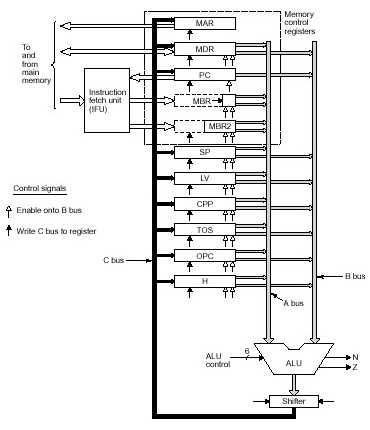 Memory
control
registers
MAR
To
and
from
main
memory
MDR
PC
Instruction
fetch unit
(IFU)
MBR
MBR2
SP
LV
Control signals
CPP
Enable onto B bus
TOS
Write C bus to register
OPC
C bus
H
B bus
A bus
ALU
control
6
ALU
N
Z
Shifter